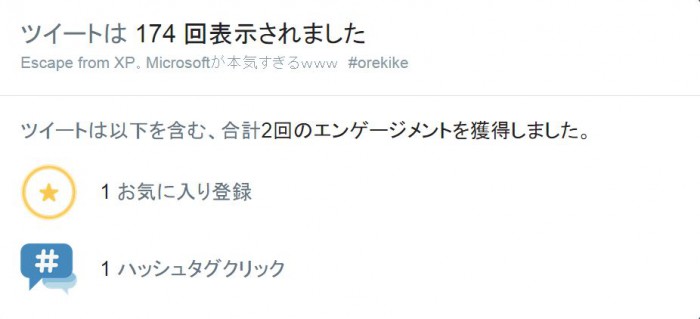 ツイートは 174 回表示されました
Escape from XP。Microsoftが本気すぎるwww #orekike
ツイートは以下を含む、合計2回のエンゲージメントを獲得しました。
1 お気に入り登録
#
1 ハッシュタグクリック